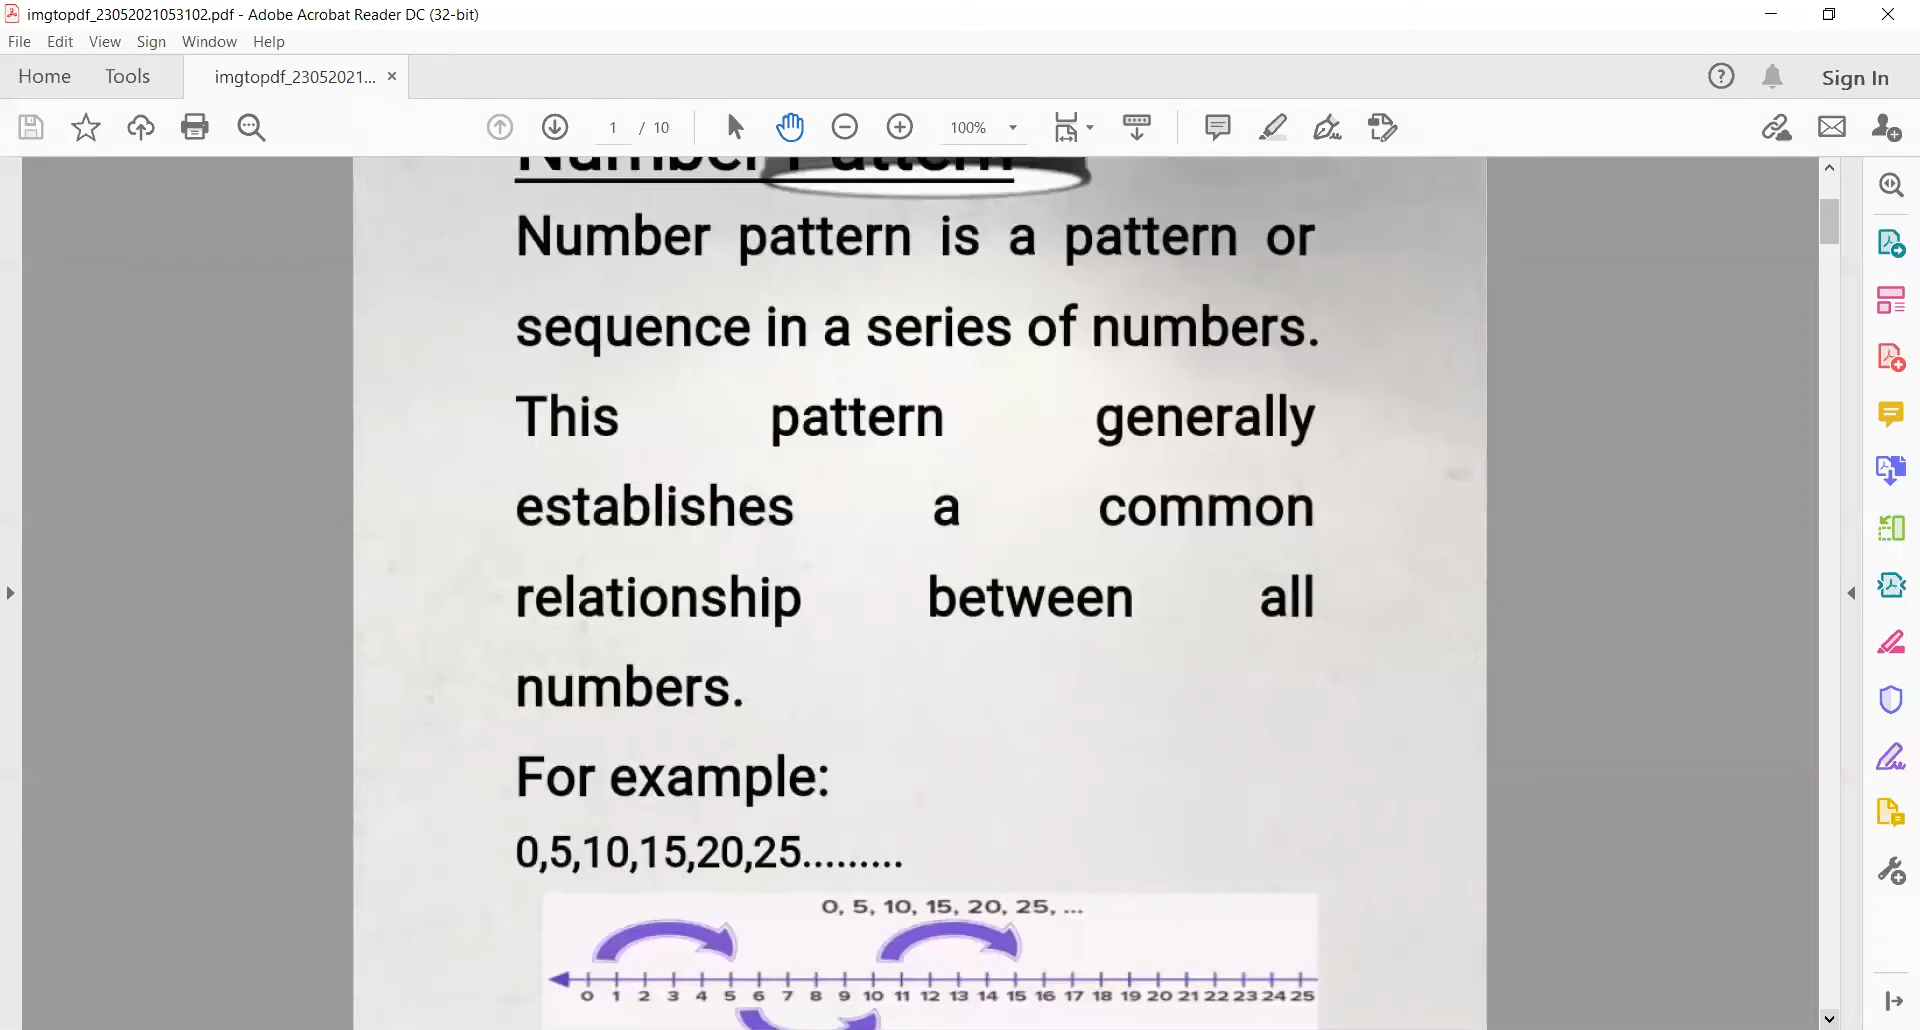 imgtopdf_23052021053102.pdf - Adobe Acrobat Reader DC (32-bit)
File Edit View Sign Window Help
Home Tools imgtopdf_23052021... × Sign In
1 / 10 100%
Number Pattern
Number pattern is a pattern or
sequence in a series of numbers.
This pattern generally
establishes a common
relationship between all
numbers.
For example:
0,5,10,15,20,25.........
0, 5, 10, 15, 20, 25, ...
0 1 2 3 4 5 6 7 8 9 10 11 12 13 14 15 16 17 18 19 20 21 22 23 24 25